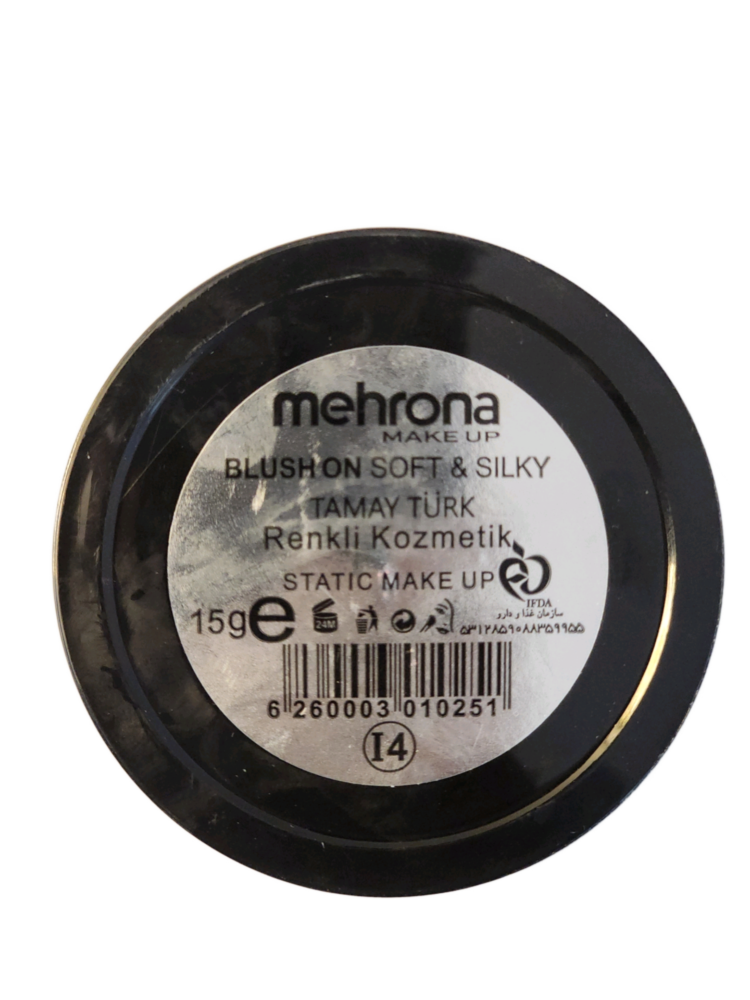 mehrona
MAKE UP
BLUSH ON SOFT & SILKY
TAMAY TÜRK
Renkli Kozmetik
STATIC MAKE UP
IFDA
سازمان غذا و دارو
15g e 24M ۵۳۱۲۸۵۹۰۸۸۳۵۹۹۵۵
6 260003 010251
I4